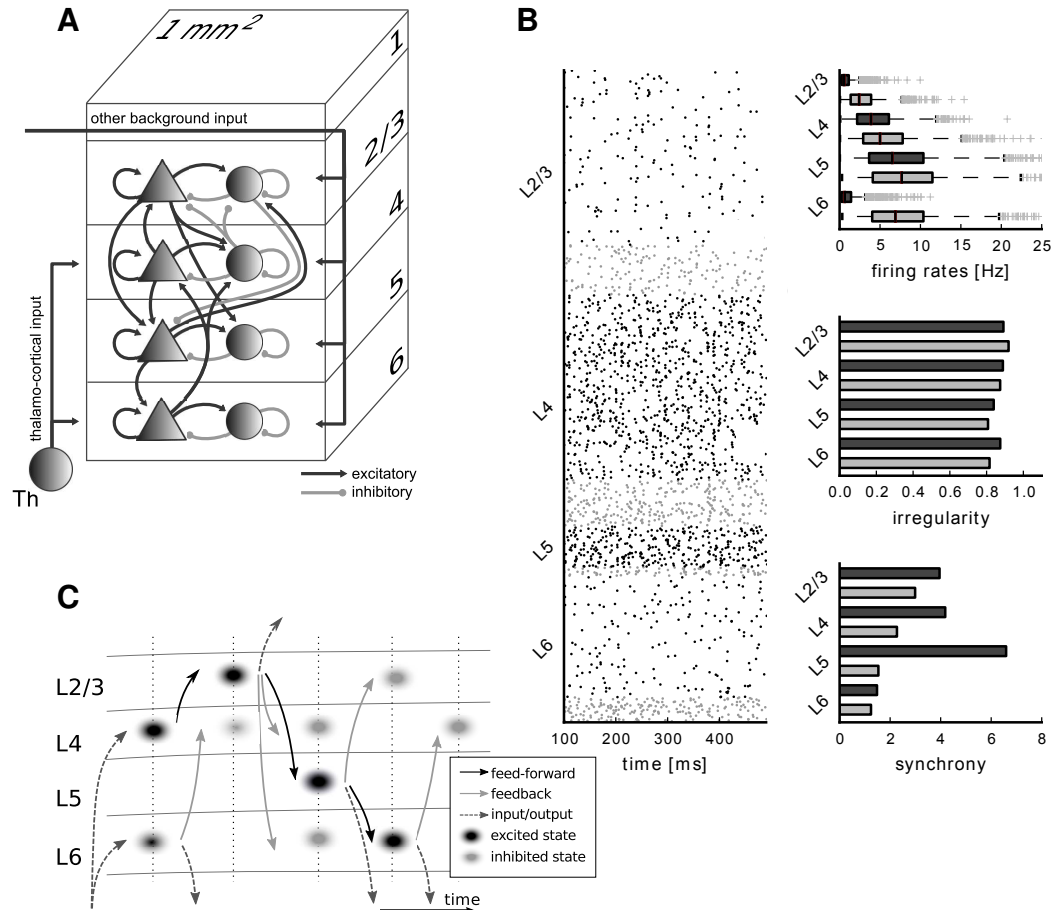 A
1 mm 2
1
2/3
4
5
6
other background input
thalamo-cortical input
Th
excitatory
inhibitory
B
L2/3
L4
L5
L6
100 200 300 400
time [ms]
L2/3
L4
L5
L6
0 5 10 15 20 25
firing rates [Hz]
L2/3
L4
L5
L6
0.0 0.2 0.4 0.6 0.8 1.0
irregularity
L2/3
L4
L5
L6
0 2 4 6 8
synchrony
C
L2/3
L4
L5
L6
feed-forward
feedback
input/output
excited state
inhibited state
time